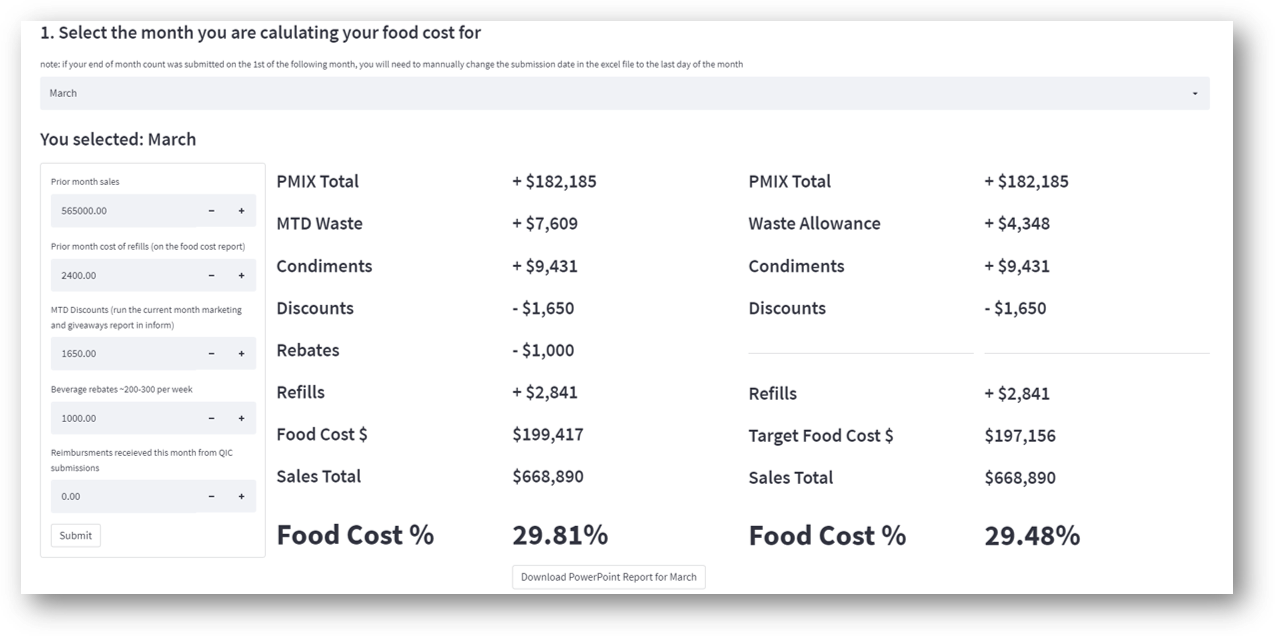 1. Select the month you are calulating your food cost for
note: if your end of month count was submitted on the 1st of the following month, you will need to mannually change the submission date in the excel file to the last day of the month
March
You selected: March
Prior month sales
565000.00 − +
Prior month cost of refills (on the food cost report)
2400.00 − +
MTD Discounts (run the current month marketing
and giveaways report in inform)
1650.00 − +
Beverage rebates ~200-300 per week
1000.00 − +
Reimbursments receieved this month from QIC
submissions
0.00 − +
Submit
PMIX Total + $182,185
MTD Waste + $7,609
Condiments + $9,431
Discounts - $1,650
Rebates - $1,000
Refills + $2,841
Food Cost $ $199,417
Sales Total $668,890
Food Cost % 29.81%
Download PowerPoint Report for March
PMIX Total + $182,185
Waste Allowance + $4,348
Condiments + $9,431
Discounts - $1,650
Refills + $2,841
Target Food Cost $ $197,156
Sales Total $668,890
Food Cost % 29.48%